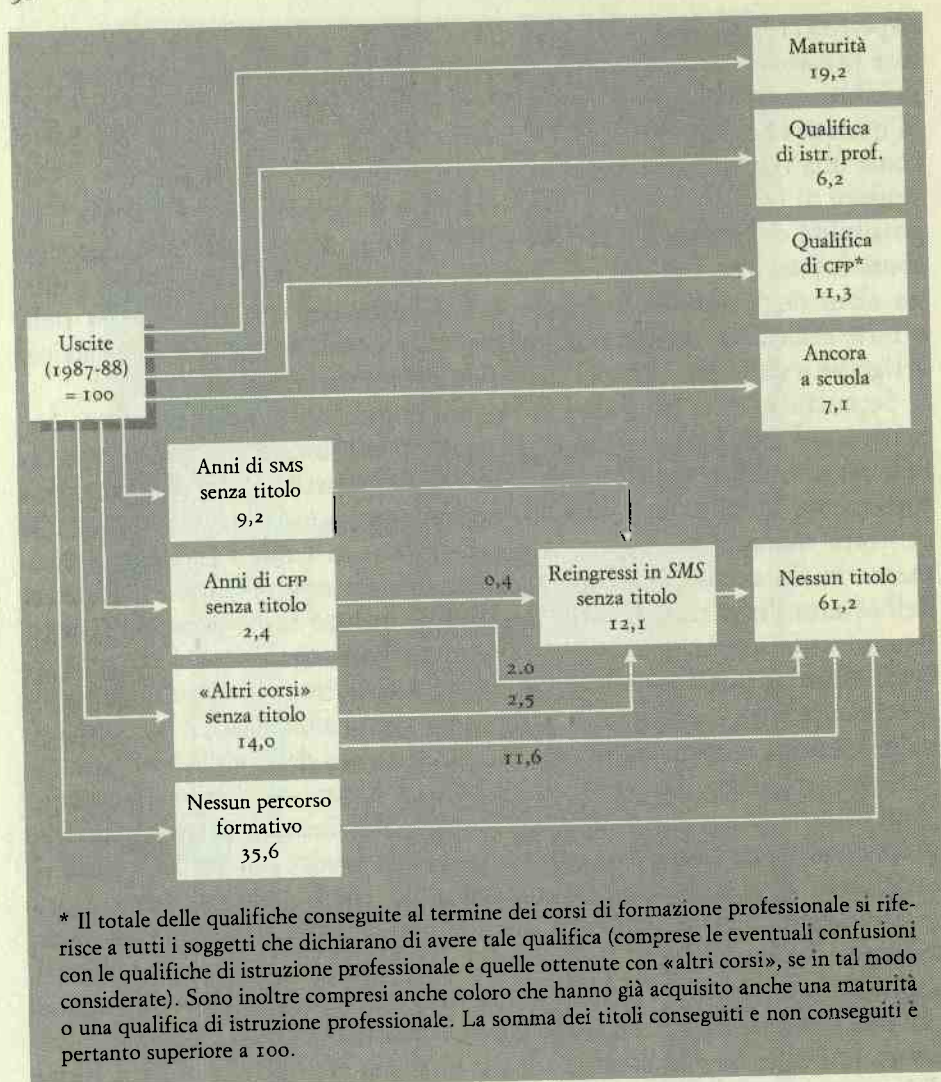 Maturità
19,2
Qualifica
di istr. prof.
6,2
Qualifica
di CFP*
11,3
Ancora
a scuola
7,1
Uscite
(1987-88)
= 100
Anni di SMS
senza titolo
9,2
Anni di CFP
senza titolo
2,4
0,4
Reingressi in SMS
senza titolo
12,1
Nessun titolo
61,2
2.0
«Altri corsi»
senza titolo
14,0
2,5
11,6
Nessun percorso
formativo
35,6
* Il totale delle qualifiche conseguite al termine dei corsi di formazione professionale si rife-
risce a tutti i soggetti che dichiarano di avere tale qualifica (comprese le eventuali confusioni
con le qualifiche di istruzione professionale e quelle ottenute con «altri corsi», se in tal modo
considerate). Sono inoltre compresi anche coloro che hanno già acquisito anche una maturità
o una qualifica di istruzione professionale. La somma dei titoli conseguiti e non conseguiti è
pertanto superiore a 100.